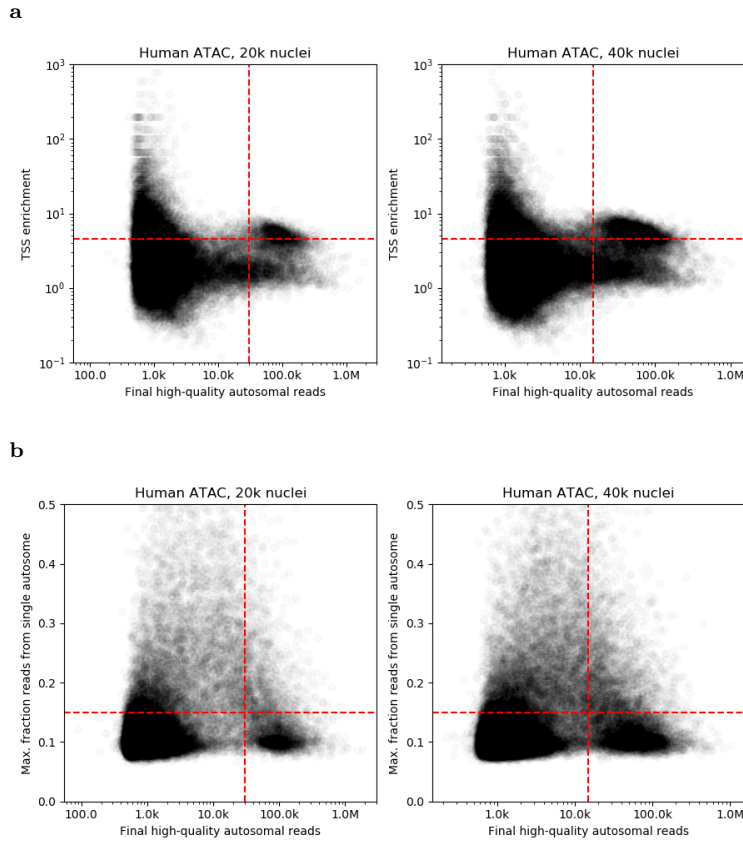 a
Human ATAC, 20k nuclei
TSS enrichment
10³
10²
10¹
10⁰
10⁻¹
100.0 1.0k 10.0k 100.0k 1.0M
Final high-quality autosomal reads
Human ATAC, 40k nuclei
TSS enrichment
10³
10²
10¹
10⁰
10⁻¹
1.0k 10.0k 100.0k 1.0M
Final high-quality autosomal reads
b
Human ATAC, 20k nuclei
Max. fraction reads from single autosome
0.5
0.4
0.3
0.2
0.1
0.0
100.0 1.0k 10.0k 100.0k 1.0M
Final high-quality autosomal reads
Human ATAC, 40k nuclei
Max. fraction reads from single autosome
0.5
0.4
0.3
0.2
0.1
0.0
1.0k 10.0k 100.0k 1.0M
Final high-quality autosomal reads